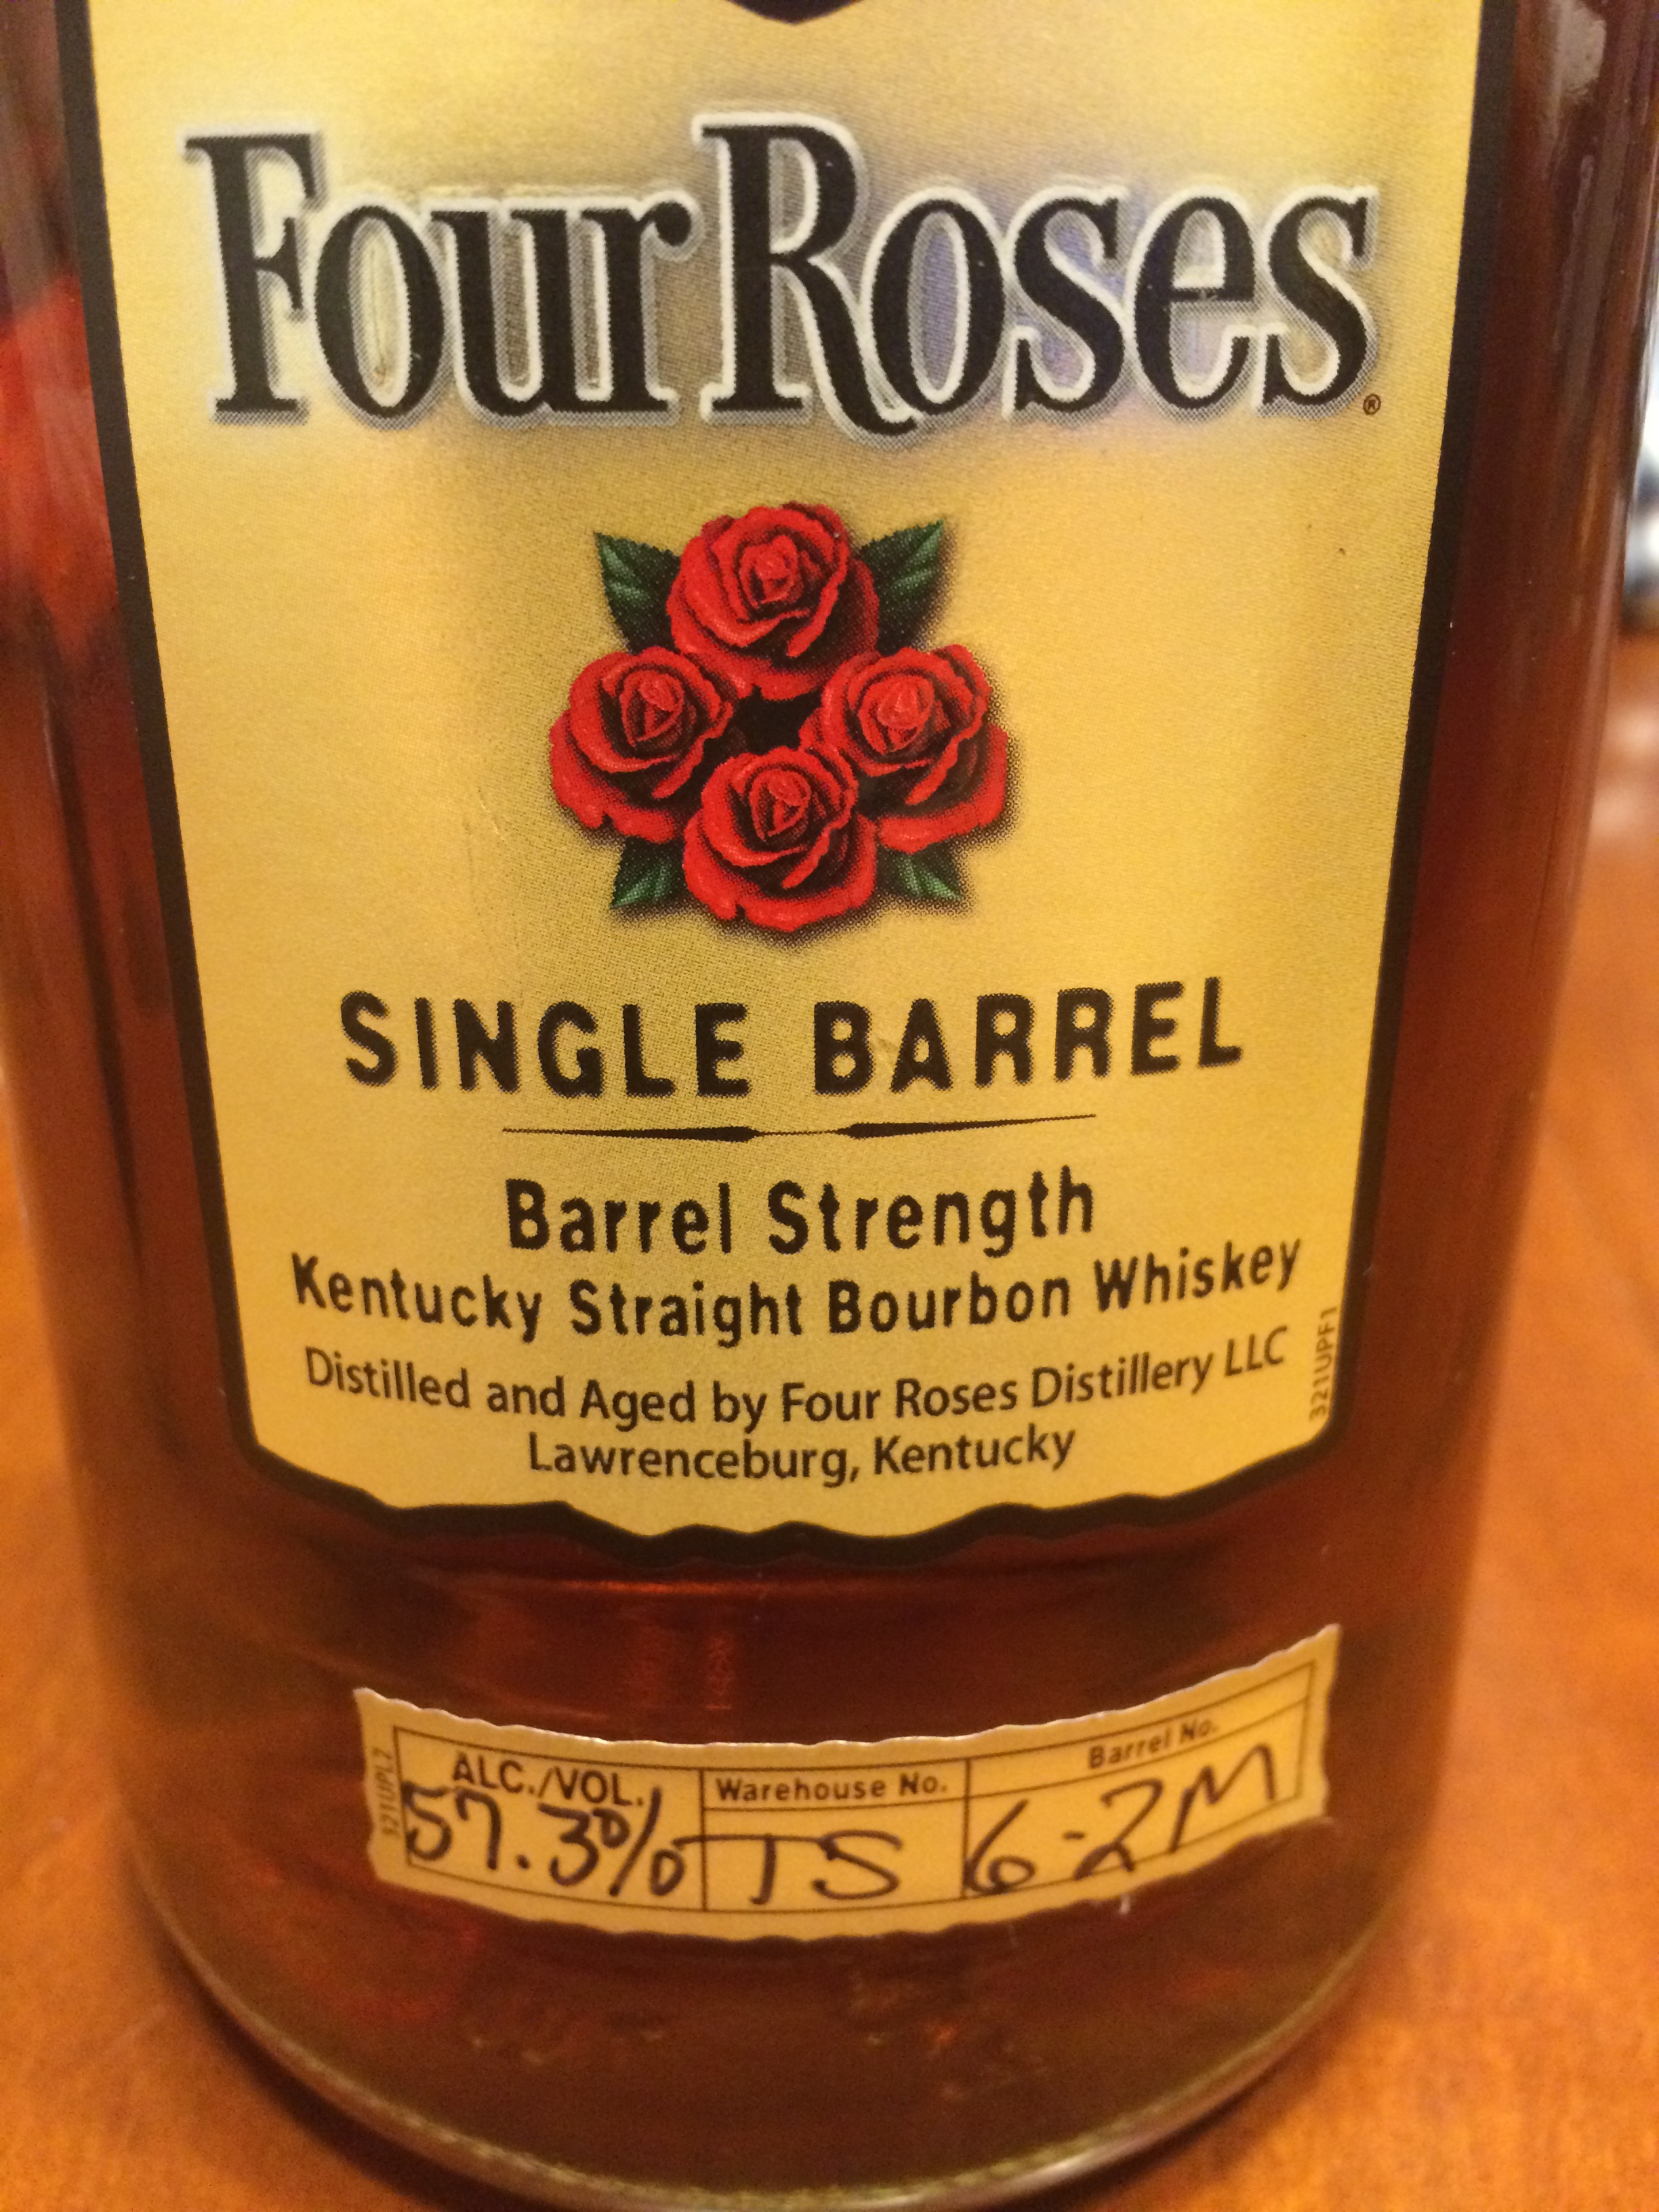 Four Roses®
SINGLE BARREL
Barrel Strength
Kentucky Straight Bourbon Whiskey
Distilled and Aged by Four Roses Distillery LLC
Lawrenceburg, Kentucky
321UPF1
321UPL2
ALC./VOL.
57.3%
Warehouse No.
TS
Barrel No.
6-2M